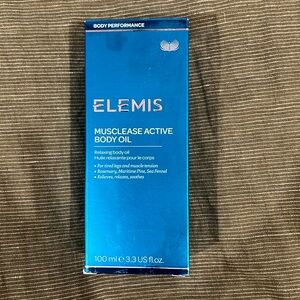 BODY PERFORMANCE
ELEMIS
MUSCLEASE ACTIVE
BODY OIL
Relaxing body oil
Huile relaxante pour le corps
• For tired legs and muscle tension
• Rosemary, Maritime Pine, Sea Fennel
• Relieves, relaxes, soothes
100 ml e 3.3 US fl.oz.